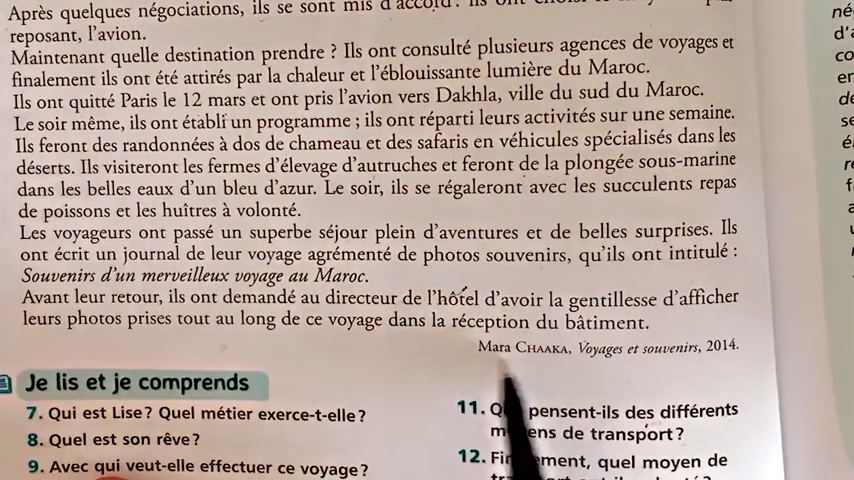 Après quelques négociations, ils se sont mis d'accord. Ils ont
reposant, l'avion.
Maintenant quelle destination prendre ? Ils ont consulté plusieurs agences de voyages et
finalement ils ont été attirés par la chaleur et l'éblouissante lumière du Maroc.
Ils ont quitté Paris le 12 mars et ont pris l'avion vers Dakhla, ville du sud du Maroc.
Le soir même, ils ont établi un programme ; ils ont réparti leurs activités sur une semaine.
Ils feront des randonnées à dos de chameau et des safaris en véhicules spécialisés dans les
déserts. Ils visiteront les fermes d'élevage d'autruches et feront de la plongée sous-marine
dans les belles eaux d'un bleu d'azur. Le soir, ils se régaleront avec les succulents repas
de poissons et les huîtres à volonté.
Les voyageurs ont passé un superbe séjour plein d'aventures et de belles surprises. Ils
ont écrit un journal de leur voyage agrémenté de photos souvenirs, qu'ils ont intitulé :
Souvenirs d'un merveilleux voyage au Maroc.
Avant leur retour, ils ont demandé au directeur de l'hôtel d'avoir la gentillesse d'afficher
leurs photos prises tout au long de ce voyage dans la réception du bâtiment.
Mara CHAAKA, Voyages et souvenirs, 2014.
Je lis et je comprends
7. Qui est Lise ? Quel métier exerce-t-elle ?
8. Quel est son rêve ?
9. Avec qui veut-elle effectuer ce voyage ?
11. pensent-ils des différents
de transport ?
12. quel moyen de